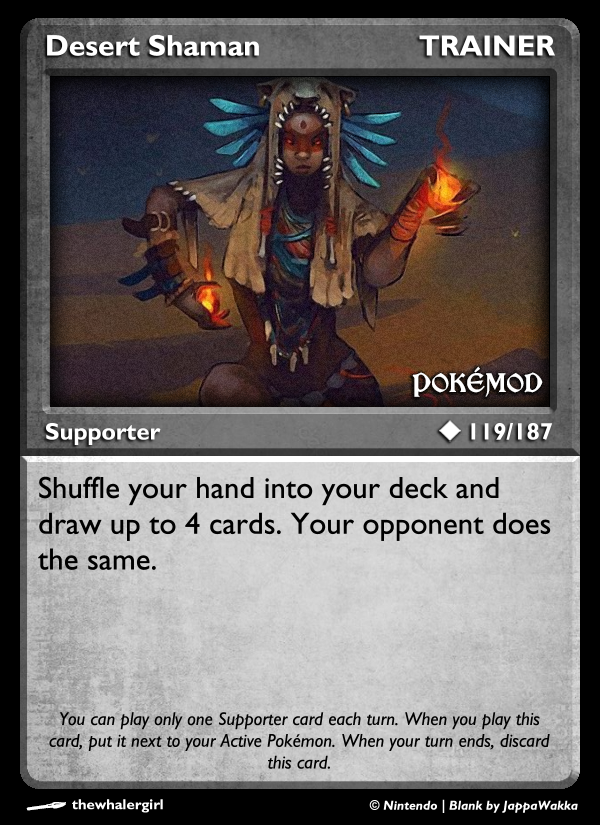 Desert Shaman TRAINER
POKÉMOD
Supporter ◆ 119/187
Shuffle your hand into your deck and
draw up to 4 cards. Your opponent does
the same.
You can play only one Supporter card each turn. When you play this
card, put it next to your Active Pokémon. When your turn ends, discard
this card.
thewhalergirl © Nintendo | Blank by JappaWakka